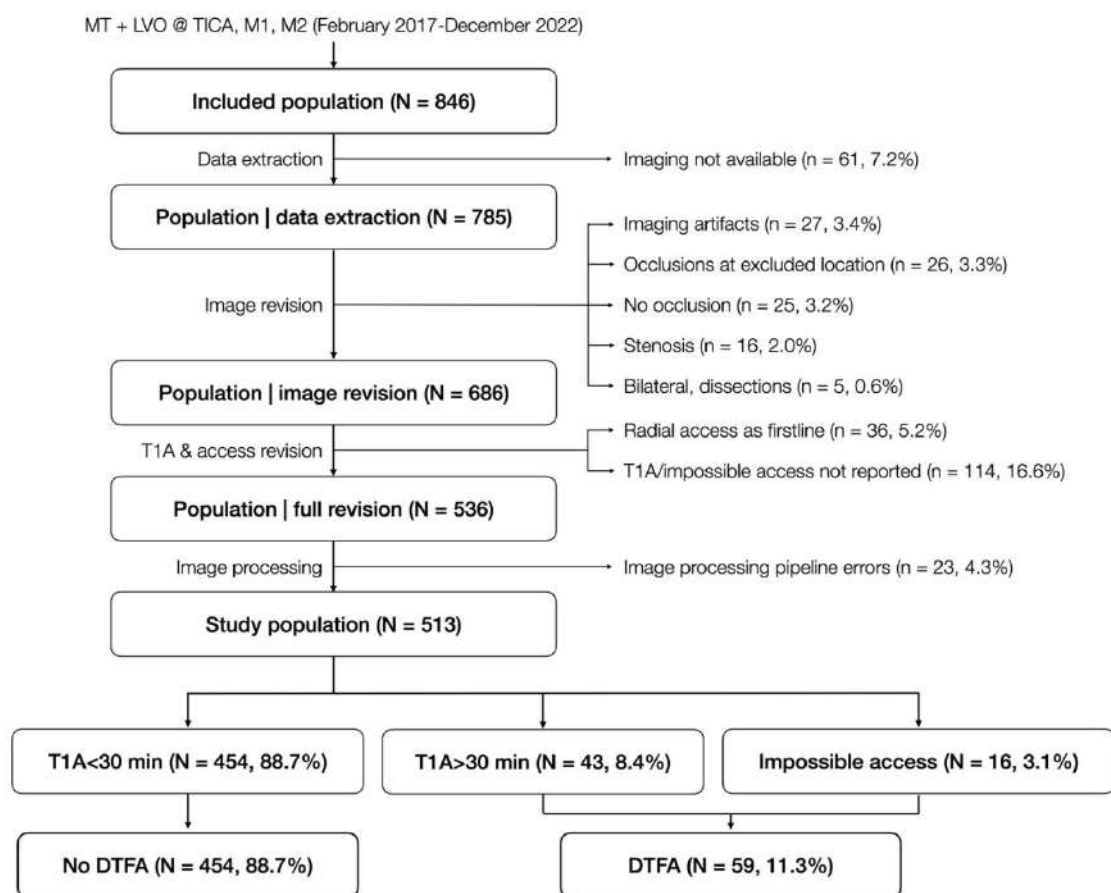 MT + LVO @ TICA, M1, M2 (February 2017-December 2022)
Included population (N = 846)
Data extraction
Imaging not available (n = 61, 7.2%)
Population | data extraction (N = 785)
Imaging artifacts (n = 27, 3.4%)
Occlusions at excluded location (n = 26, 3.3%)
Image revision
No occlusion (n = 25, 3.2%)
Stenosis (n = 16, 2.0%)
Bilateral, dissections (n = 5, 0.6%)
Population | image revision (N = 686)
T1A & access revision
Radial access as firstline (n = 36, 5.2%)
T1A/impossible access not reported (n = 114, 16.6%)
Population | full revision (N = 536)
Image processing
Image processing pipeline errors (n = 23, 4.3%)
Study population (N = 513)
T1A<30 min (N = 454, 88.7%)
T1A>30 min (N = 43, 8.4%)
Impossible access (N = 16, 3.1%)
No DTFA (N = 454, 88.7%)
DTFA (N = 59, 11.3%)